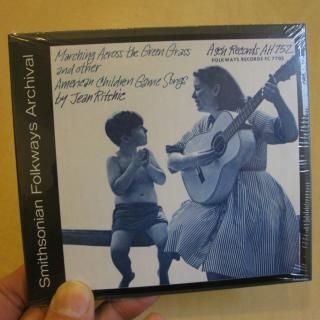 Marching Across the Green Grass
and other
American Children Game Songs
by Jean Ritchie
Asch Records AH 752
FOLKWAYS RECORDS FC 7702
Smithsonian Folkways Archival